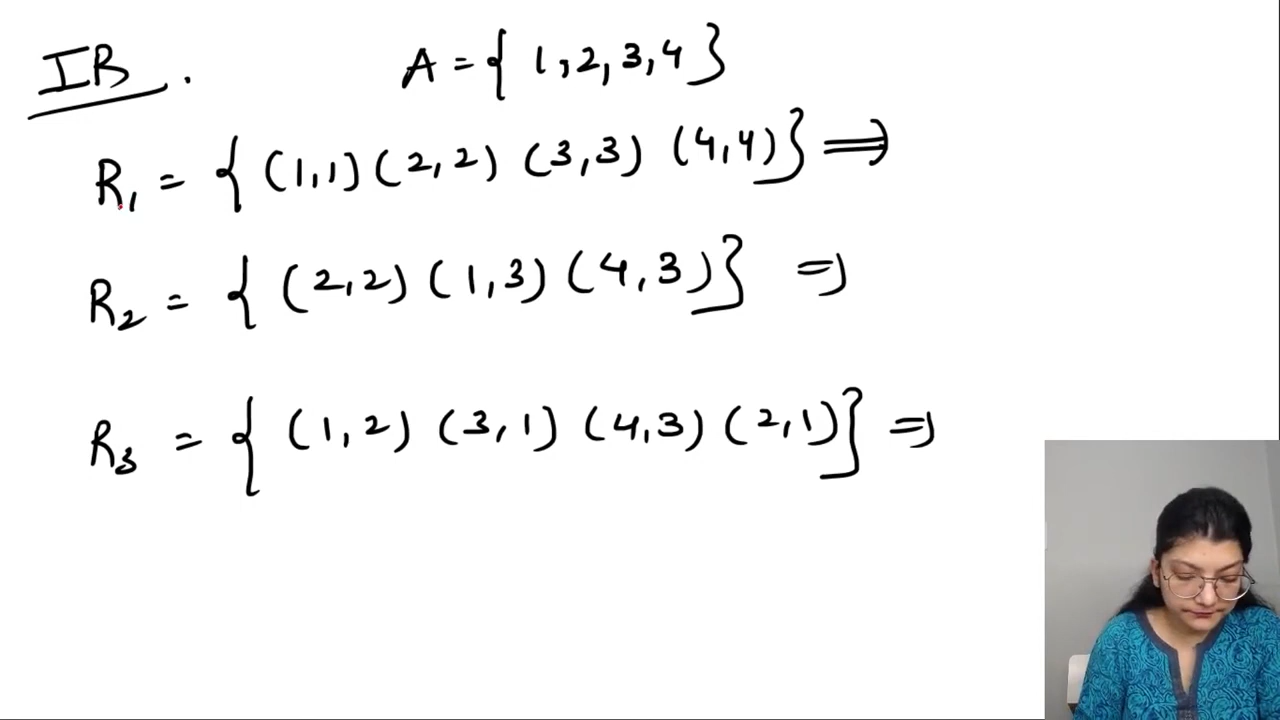 IR.
A = { 1, 2, 3, 4 }
R₁ = { (1,1) (2,2) (3,3) (4,4) } ⟹
R₂ = { (2,2) (1,3) (4,3) } ⇒
R₃ = { (1,2) (3,1) (4,3) (2,1) } ⇒